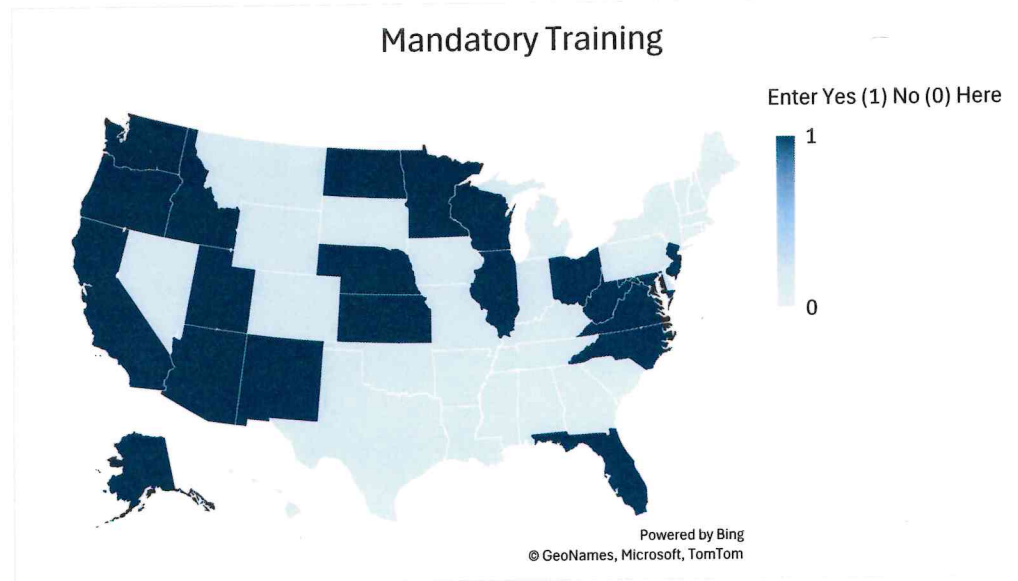 Mandatory Training
Enter Yes (1) No (0) Here
1
0
Powered by Bing
© GeoNames, Microsoft, TomTom